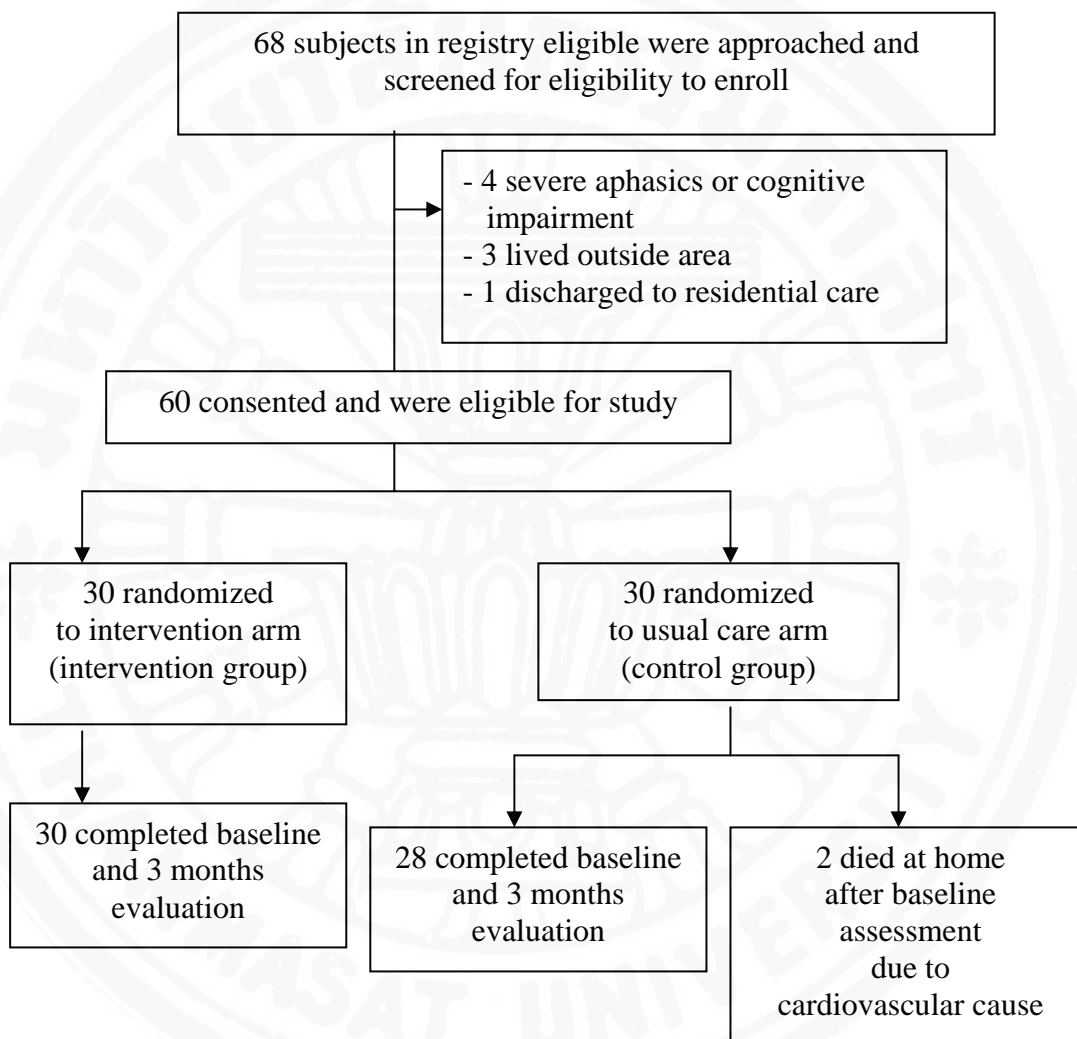 68 subjects in registry eligible were approached and
screened for eligibility to enroll
- 4 severe aphasics or cognitive
impairment
- 3 lived outside area
- 1 discharged to residential care
60 consented and were eligible for study
30 randomized
to intervention arm
(intervention group)
30 randomized
to usual care arm
(control group)
30 completed baseline
and 3 months
evaluation
28 completed baseline
and 3 months
evaluation
2 died at home
after baseline
assessment
due to
cardiovascular cause